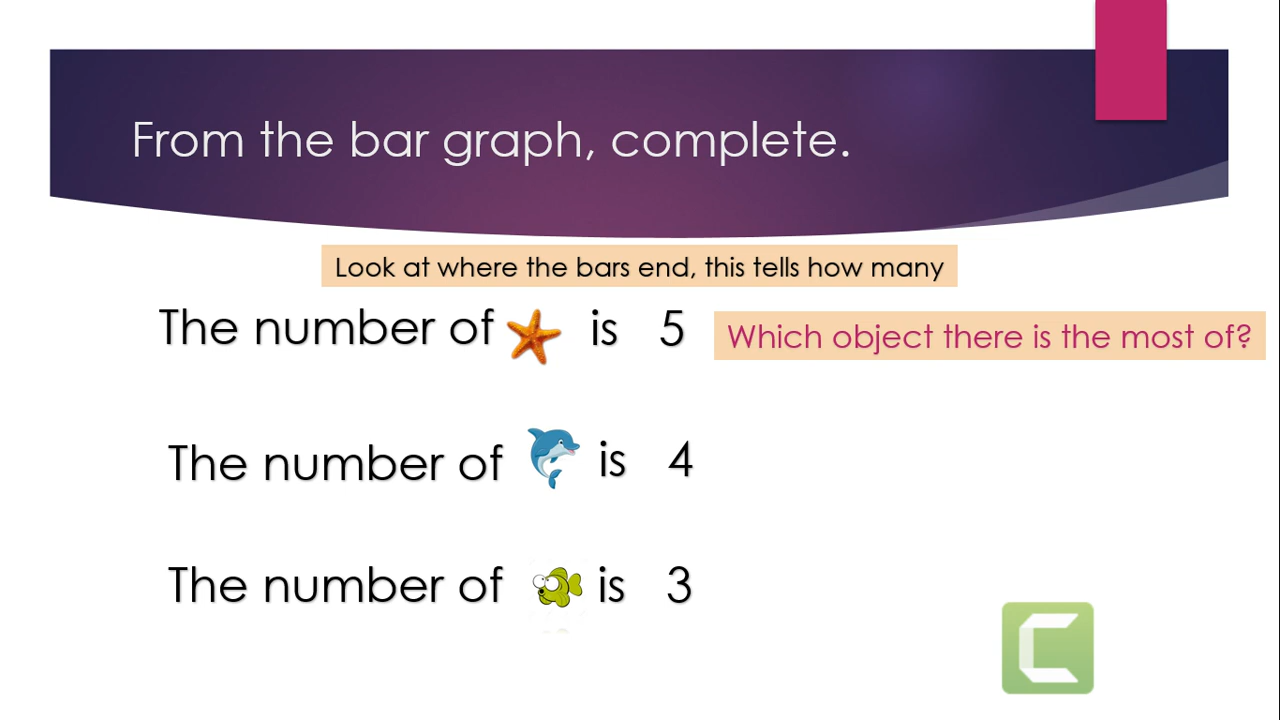 From the bar graph, complete.
Look at where the bars end, this tells how many
The number of is 5
Which object there is the most of?
The number of is 4
The number of is 3